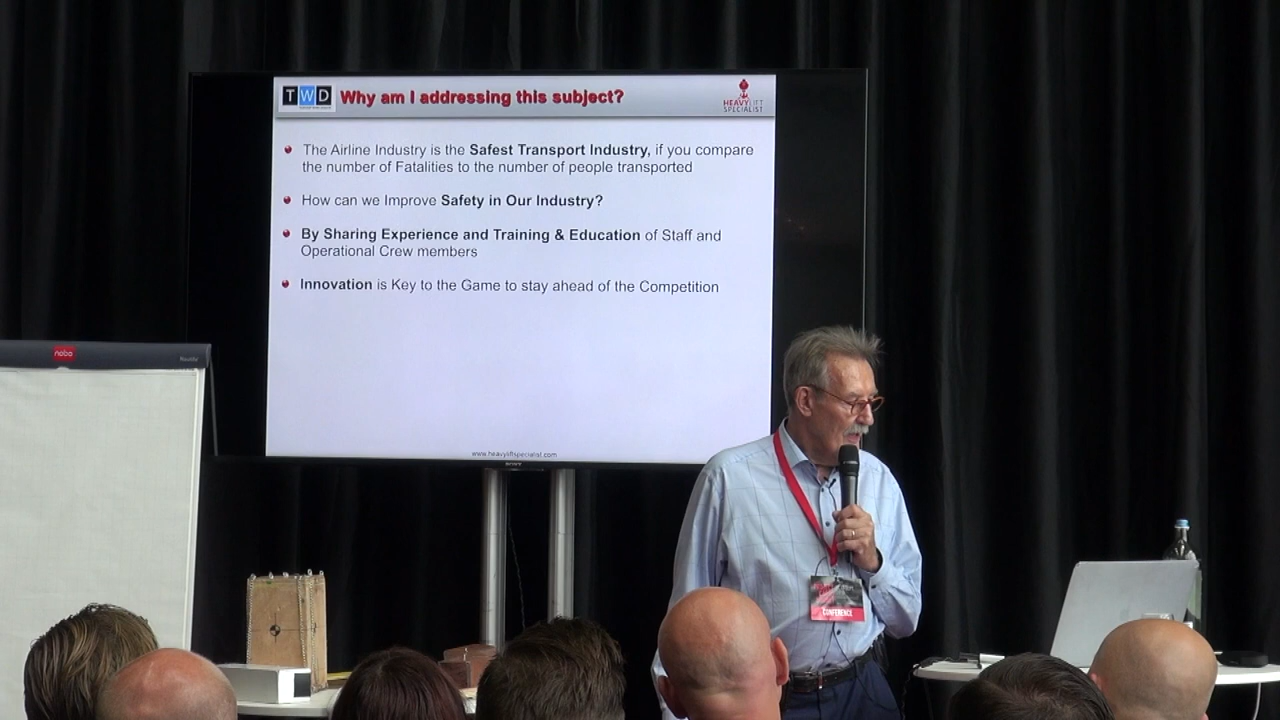 TWD
Why am I addressing this subject?
HEAVYLIFT
SPECIALIST
The Airline Industry is the Safest Transport Industry, if you compare
the number of Fatalities to the number of people transported
How can we Improve Safety in Our Industry?
By Sharing Experience and Training & Education of Staff and
Operational Crew members
Innovation is Key to the Game to stay ahead of the Competition
www.heavyliftspecialist.com
SONY
nobo
CONFERENCE